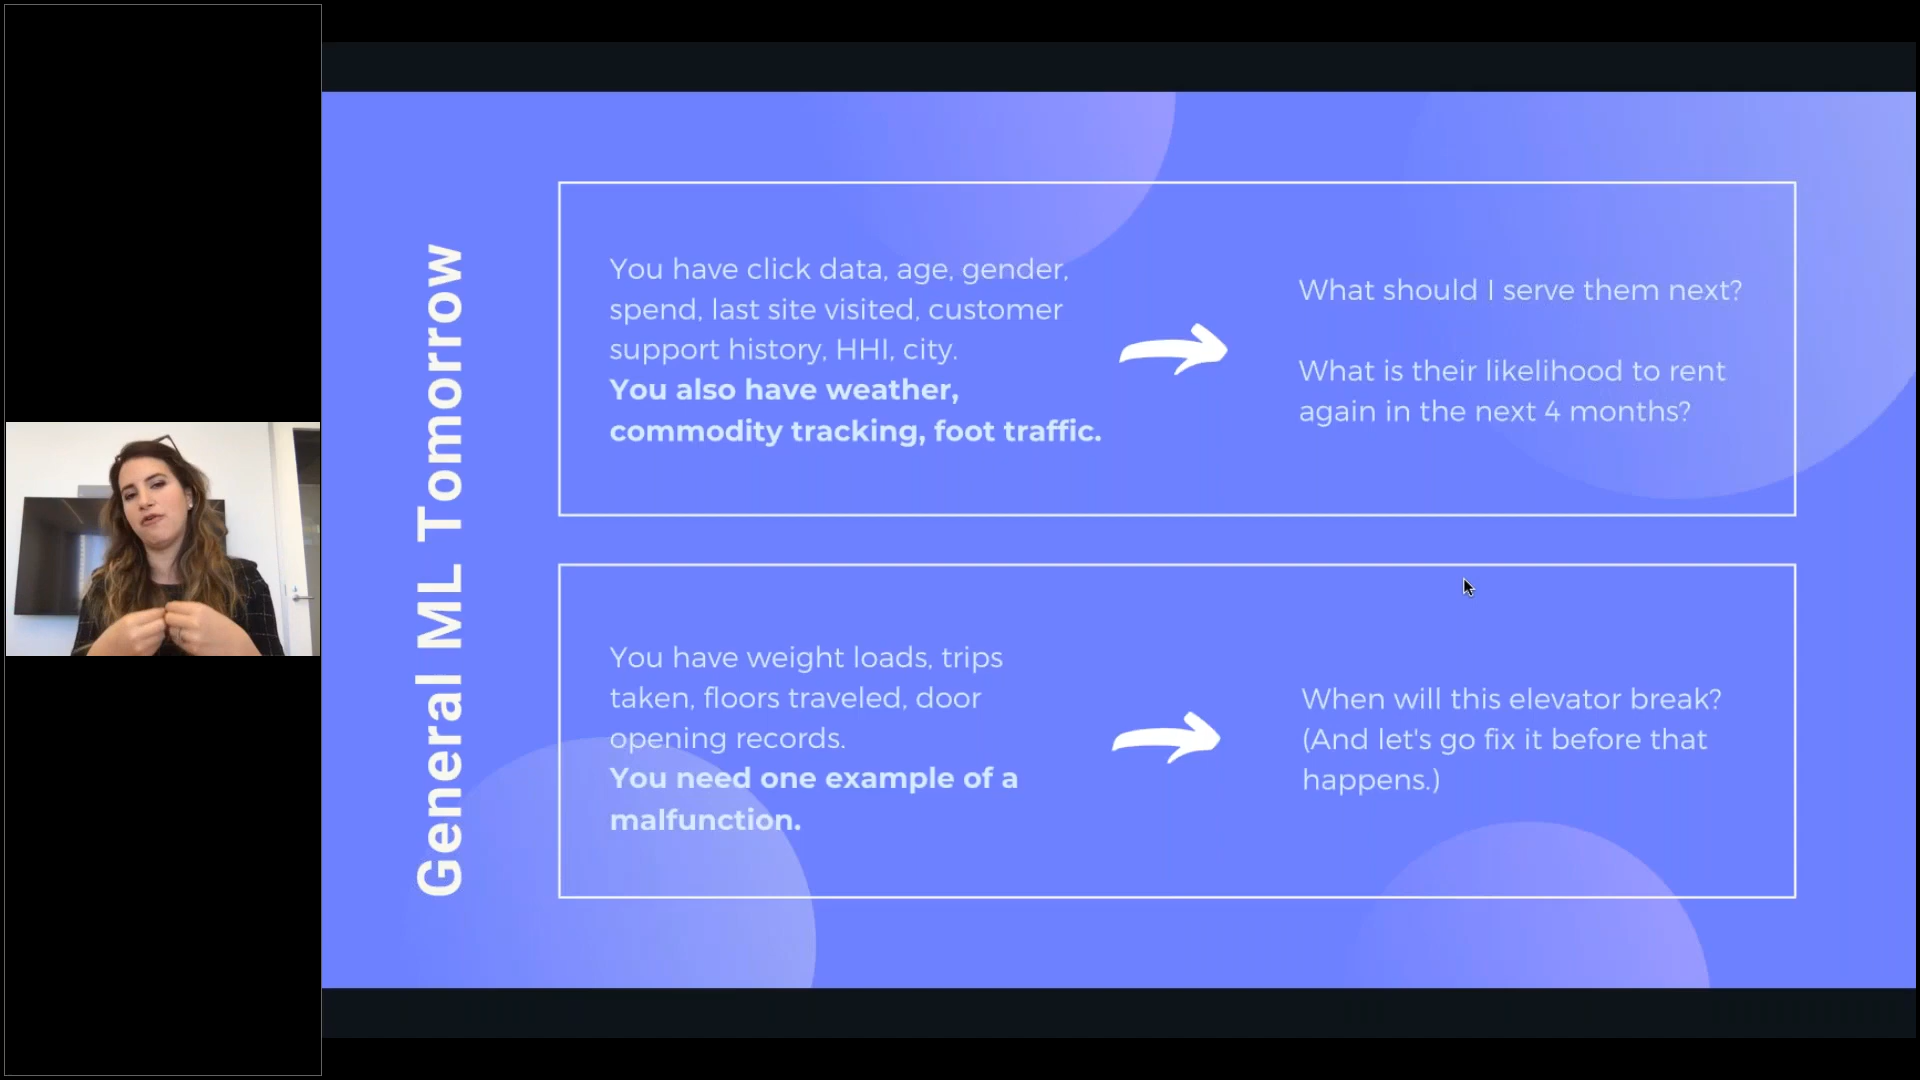 General ML Tomorrow
You have click data, age, gender,
spend, last site visited, customer
support history, HHI, city.
You also have weather,
commodity tracking, foot traffic.
What should I serve them next?
What is their likelihood to rent
again in the next 4 months?
You have weight loads, trips
taken, floors traveled, door
opening records.
You need one example of a
malfunction.
When will this elevator break?
(And let's go fix it before that
happens.)